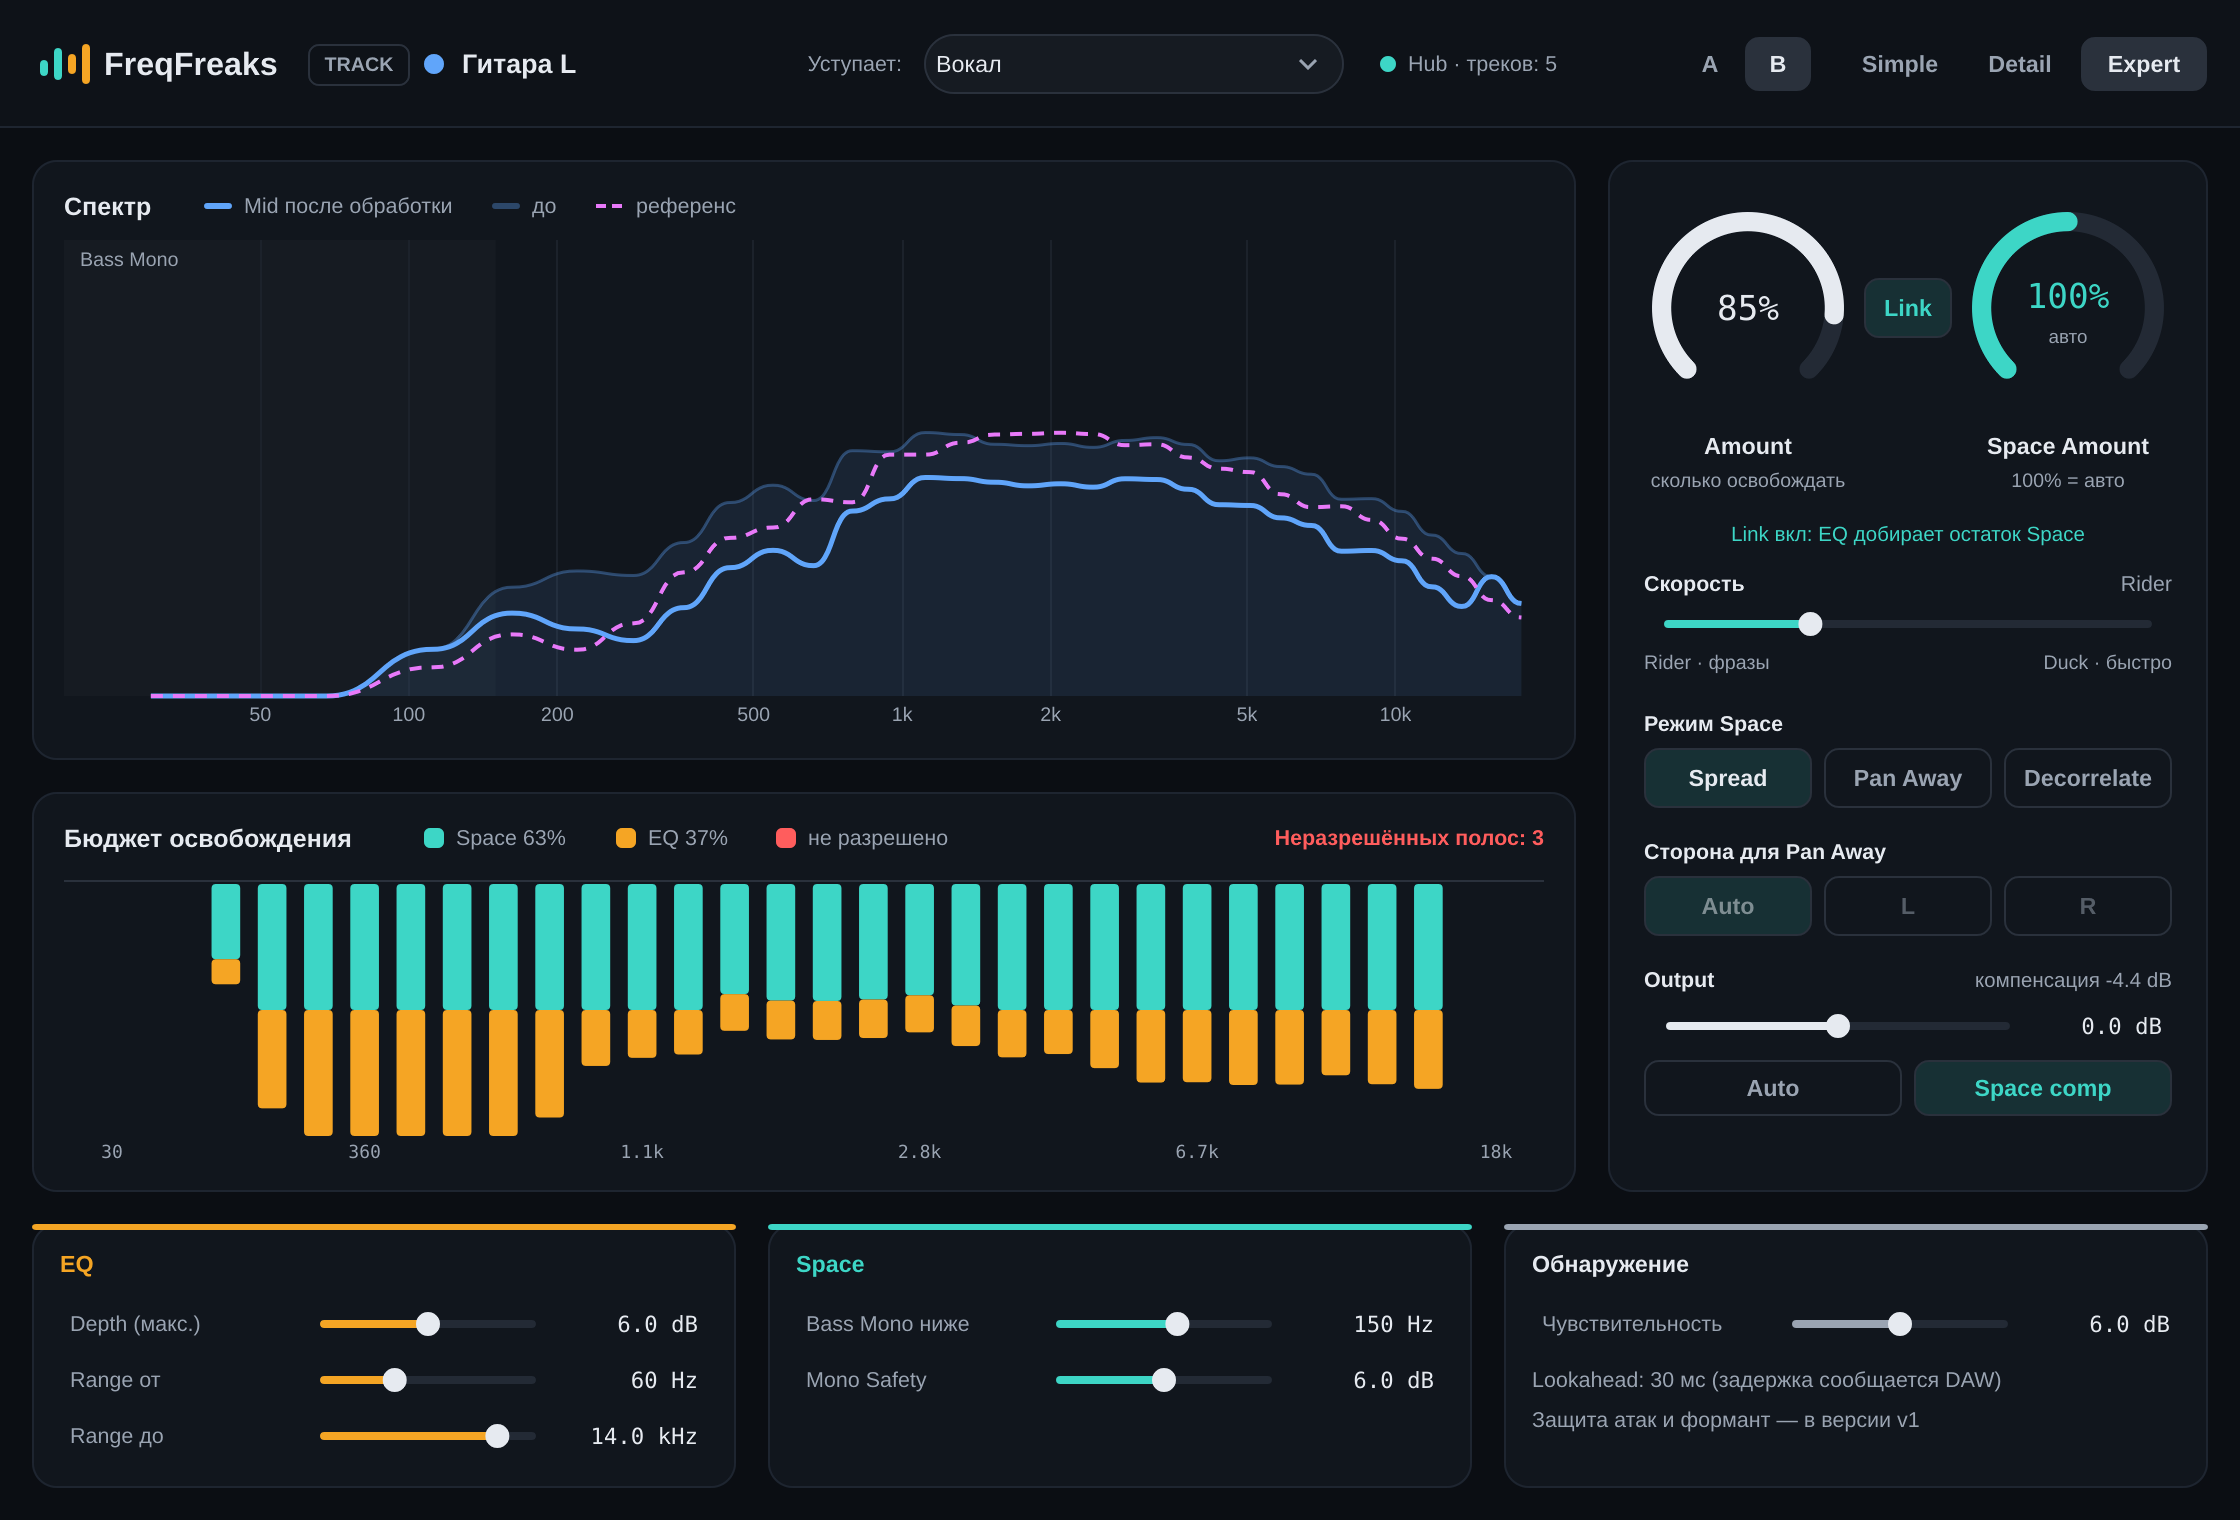 FreqFreaks TRACK Гитара L Уступает: Вокал Hub · треков: 5 A B Simple Detail Expert
Спектр Mid после обработки до референс
Bass Mono
50 100 200 500 1k 2k 5k 10k
Бюджет освобождения Space 63% EQ 37% не разрешено Неразрешённых полос: 3
30 360 1.1k 2.8k 6.7k 18k
85% Link 100%
авто
Amount Space Amount
сколько освобождать 100% = авто
Link вкл: EQ добирает остаток Space
Скорость Rider
Rider · фразы Duck · быстро
Режим Space
Spread Pan Away Decorrelate
Сторона для Pan Away
Auto L R
Output компенсация -4.4 dB
0.0 dB
Auto Space comp
EQ
Depth (макс.) 6.0 dB
Range от 60 Hz
Range до 14.0 kHz
Space
Bass Mono ниже 150 Hz
Mono Safety 6.0 dB
Обнаружение
Чувствительность 6.0 dB
Lookahead: 30 мс (задержка сообщается DAW)
Защита атак и формант — в версии v1